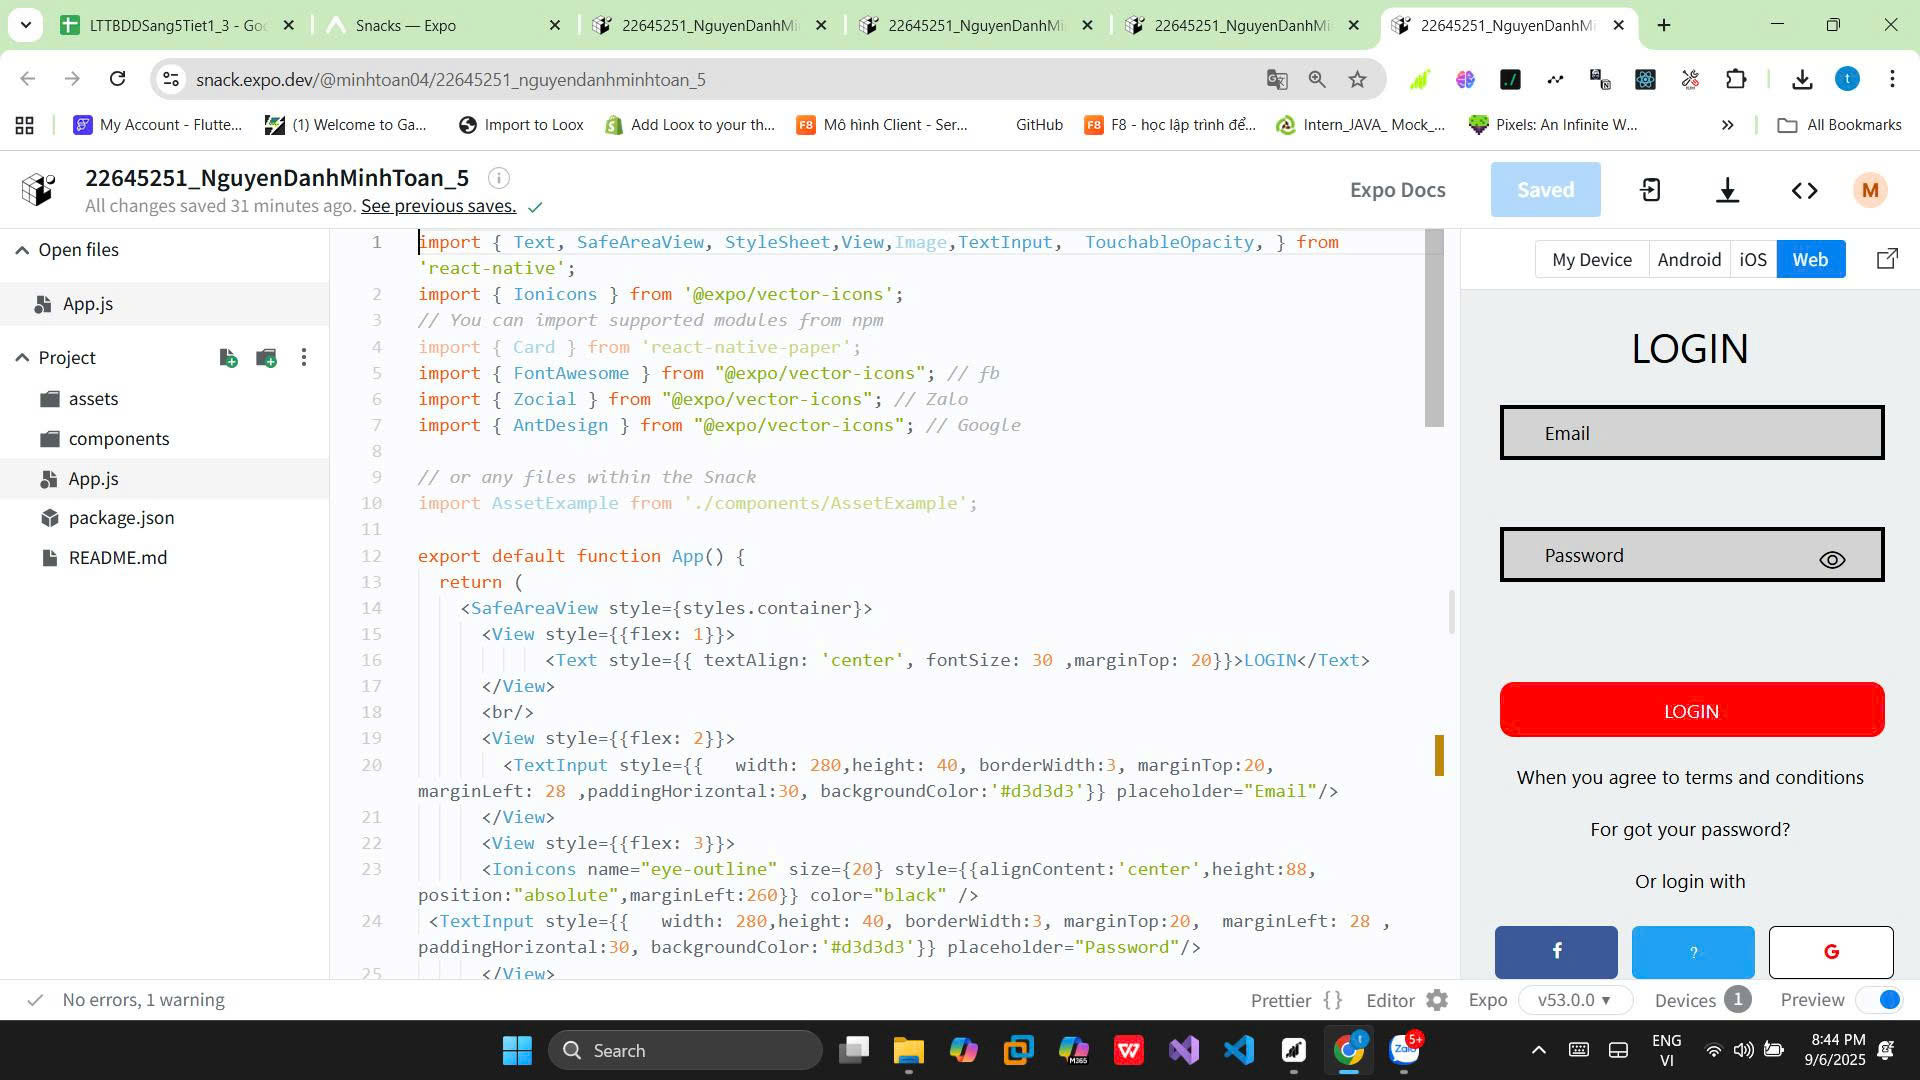 LTTBDDSang5Tiet1_3 - Goo
Snacks — Expo
22645251_NguyenDanhMi
22645251_NguyenDanhMi
22645251_NguyenDanhMi
22645251_NguyenDanhMi
snack.expo.dev/@minhtoan04/22645251_nguyendanhminhtoan_5
My Account - Flutte...
(1) Welcome to Ga...
Import to Loox
Add Loox to your th...
Mô hình Client - Ser...
GitHub
F8 - học lập trình để...
Intern_JAVA_ Mock_...
Pixels: An Infinite W...
All Bookmarks
22645251_NguyenDanhMinhToan_5
All changes saved 31 minutes ago. See previous saves.
Expo Docs
Saved
M
Open files
App.js
Project
assets
components
App.js
package.json
README.md
1 import { Text, SafeAreaView, StyleSheet,View,Image,TextInput,  TouchableOpacity, } from
'react-native';
2 import { Ionicons } from '@expo/vector-icons';
3 // You can import supported modules from npm
4 import { Card } from 'react-native-paper';
5 import { FontAwesome } from "@expo/vector-icons"; // fb
6 import { Zocial } from "@expo/vector-icons"; // Zalo
7 import { AntDesign } from "@expo/vector-icons"; // Google
8
9 // or any files within the Snack
10 import AssetExample from './components/AssetExample';
11
12 export default function App() {
13 return (
14 <SafeAreaView style={styles.container}>
15 <View style={{flex: 1}}>
16 <Text style={{ textAlign: 'center', fontSize: 30 ,marginTop: 20}}>LOGIN</Text>
17 </View>
18 <br/>
19 <View style={{flex: 2}}>
20 <TextInput style={{   width: 280,height: 40, borderWidth:3, marginTop:20,
marginLeft: 28 ,paddingHorizontal:30, backgroundColor:'#d3d3d3'}} placeholder="Email"/>
21 </View>
22 <View style={{flex: 3}}>
23 <Ionicons name="eye-outline" size={20} style={{alignContent:'center',height:88,
position:"absolute",marginLeft:260}} color="black" />
24 <TextInput style={{   width: 280,height: 40, borderWidth:3, marginTop:20,  marginLeft: 28 ,
paddingHorizontal:30, backgroundColor:'#d3d3d3'}} placeholder="Password"/>
25 </View>
My Device
Android
iOS
Web
LOGIN
Email
Password
LOGIN
When you agree to terms and conditions
For got your password?
Or login with
f
?
G
No errors, 1 warning
Prettier {}
Editor
Expo
v53.0.0
Devices 1
Preview
Search
M365
Zalo
5+
ENG
VI
8:44 PM
9/6/2025